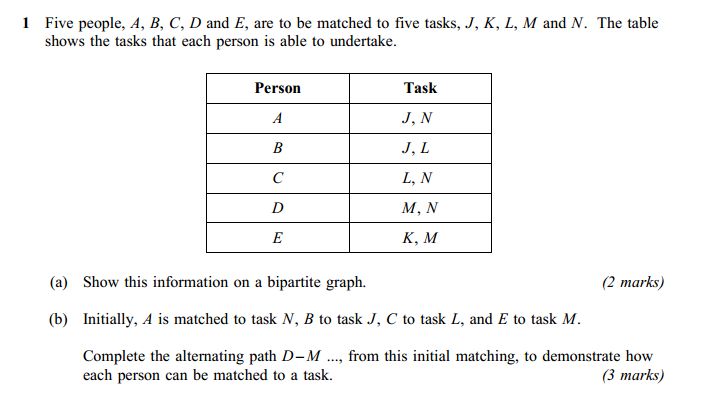 1 Five people, A, B, C, D and E, are to be matched to five tasks, J, K, L, M and N. The table
shows the tasks that each person is able to undertake.
Person Task
A J, N
B J, L
C L, N
D M, N
E K, M
(a) Show this information on a bipartite graph. (2 marks)
(b) Initially, A is matched to task N, B to task J, C to task L, and E to task M.
Complete the alternating path D–M ..., from this initial matching, to demonstrate how
each person can be matched to a task. (3 marks)